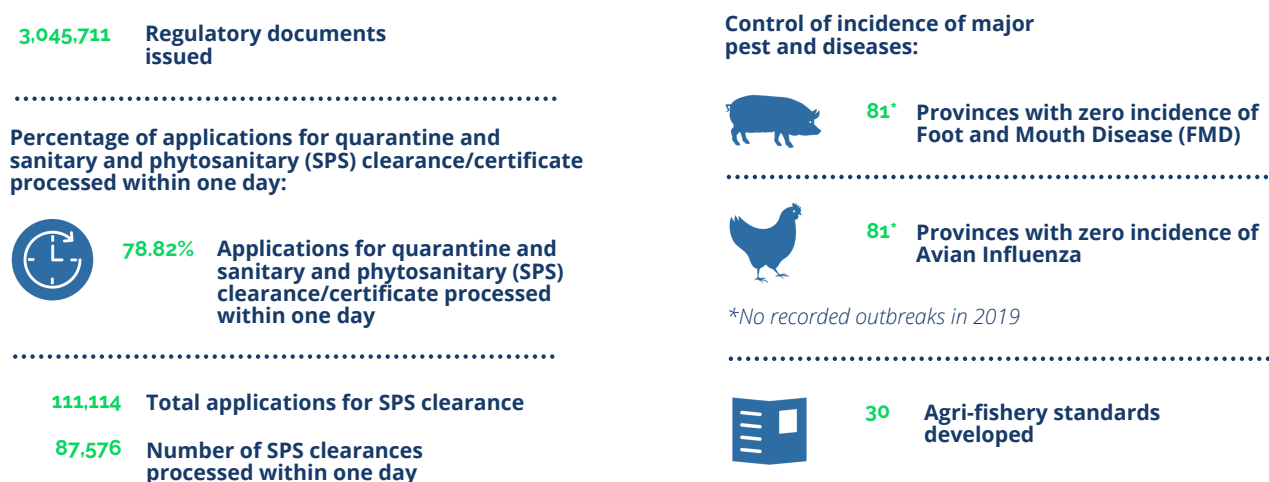 3,045,711 Regulatory documents
issued
Percentage of applications for quarantine and
sanitary and phytosanitary (SPS) clearance/certificate
processed within one day:
78.82% Applications for quarantine and
sanitary and phytosanitary (SPS)
clearance/certificate processed
within one day
111,114 Total applications for SPS clearance
87,576 Number of SPS clearances
processed within one day
Control of incidence of major
pest and diseases:
81* Provinces with zero incidence of
Foot and Mouth Disease (FMD)
81* Provinces with zero incidence of
Avian Influenza
*No recorded outbreaks in 2019
30 Agri-fishery standards
developed